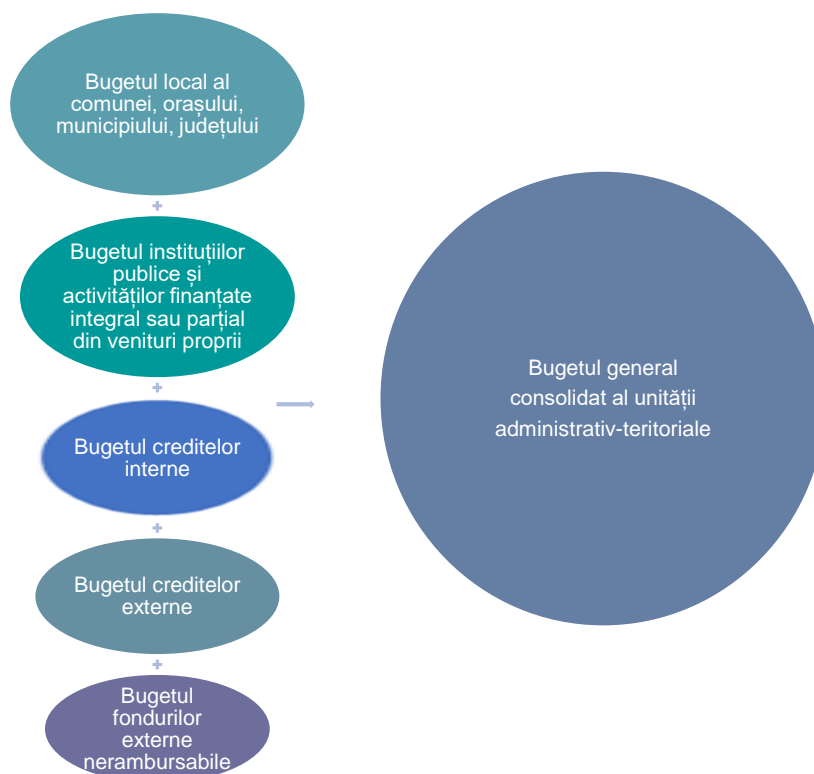 Bugetul local al
comunei, orașului,
municipiului, județului
+
Bugetul instituțiilor
publice și
activităților finanțate
integral sau parțial
din venituri proprii
+
Bugetul creditelor
interne
+
Bugetul creditelor
externe
+
Bugetul
fondurilor
externe
nerambursabile
Bugetul general
consolidat al unității
administrativ-teritoriale